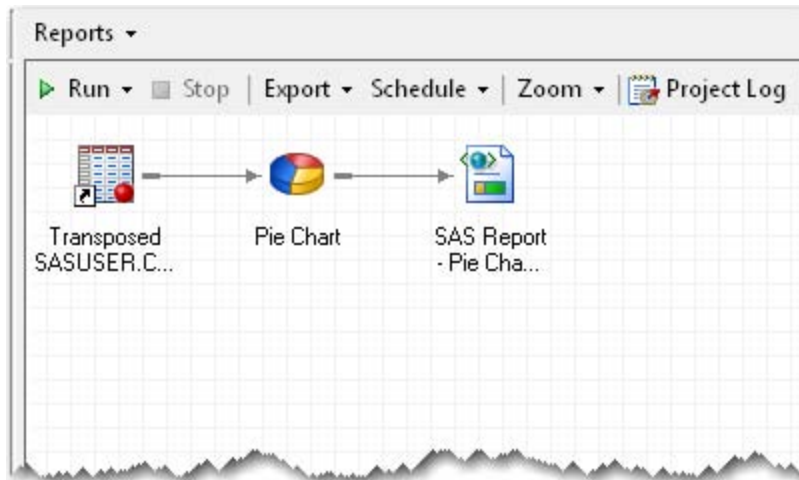 Reports
Run Stop Export Schedule Zoom Project Log
Transposed
SASUSER.C...
Pie Chart
SAS Report
- Pie Cha...